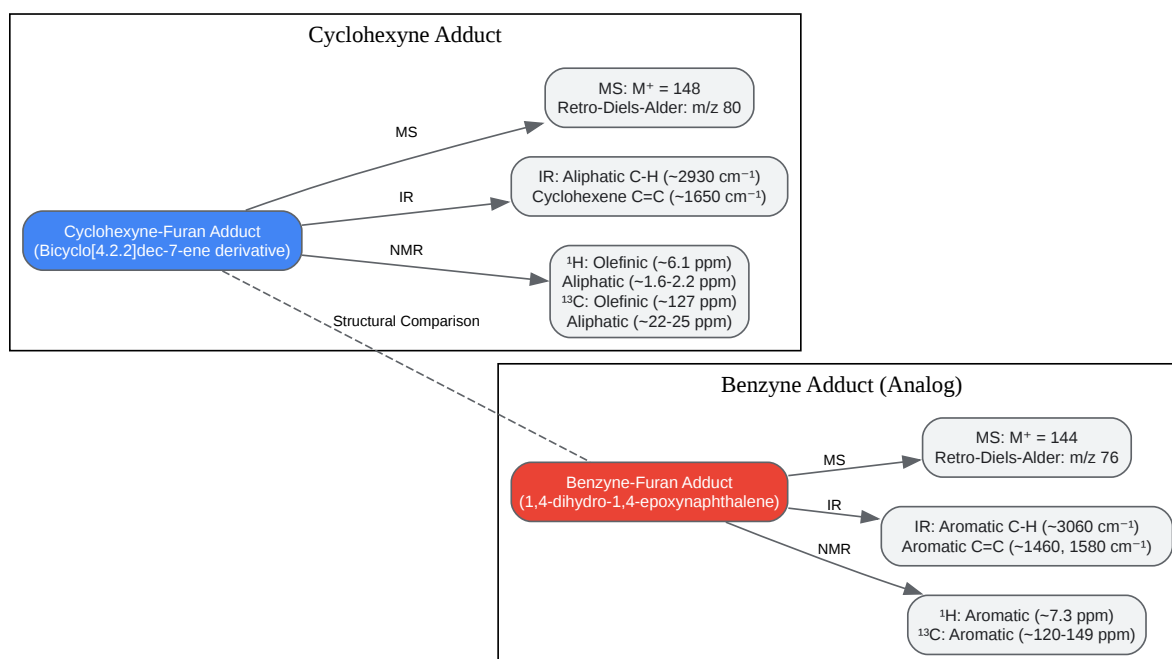 Cyclohexyne Adduct
MS: M⁺ = 148
Retro-Diels-Alder: m/z 80
MS
IR: Aliphatic C-H (~2930 cm⁻¹)
Cyclohexene C=C (~1650 cm⁻¹)
IR
Cyclohexyne-Furan Adduct
(Bicyclo[4.2.2]dec-7-ene derivative)
NMR
¹H: Olefinic (~6.1 ppm)
Aliphatic (~1.6-2.2 ppm)
¹³C: Olefinic (~127 ppm)
Aliphatic (~22-25 ppm)
Structural Comparison
Benzyne Adduct (Analog)
MS: M⁺ = 144
Retro-Diels-Alder: m/z 76
MS
Benzyne-Furan Adduct
(1,4-dihydro-1,4-epoxynaphthalene)
IR
IR: Aromatic C-H (~3060 cm⁻¹)
Aromatic C=C (~1460, 1580 cm⁻¹)
NMR
¹H: Aromatic (~7.3 ppm)
¹³C: Aromatic (~120-149 ppm)